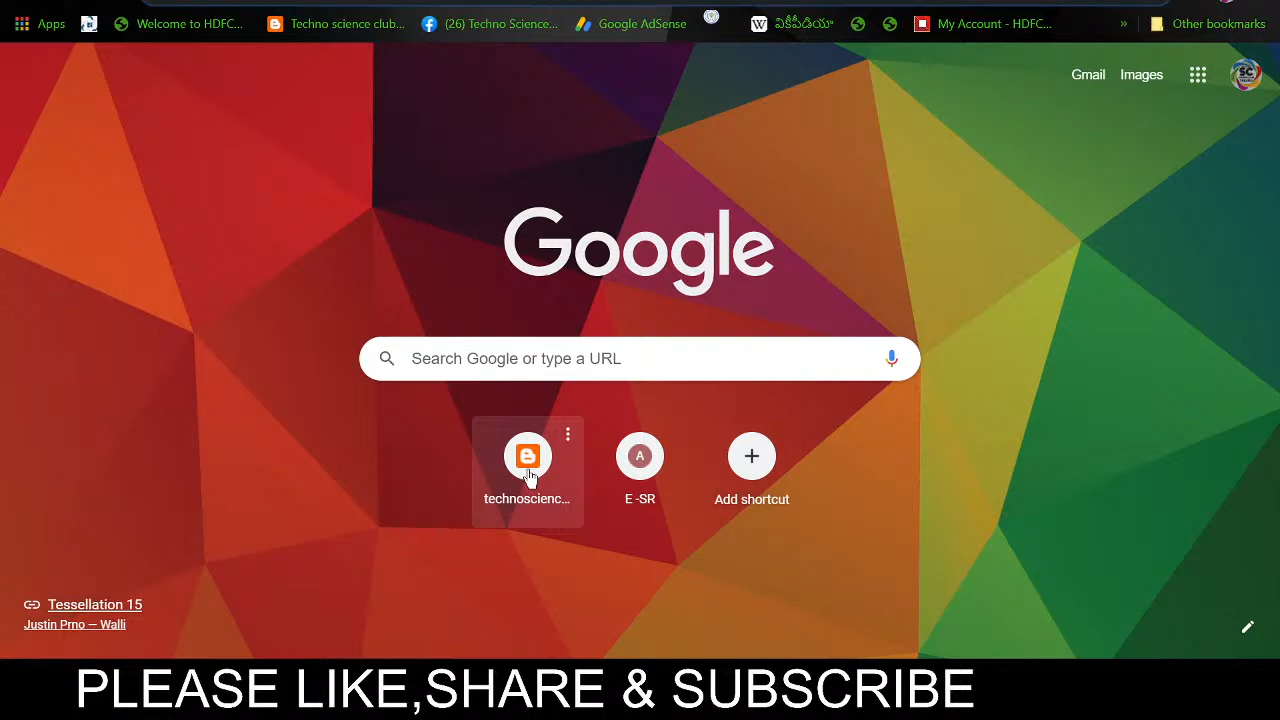 Apps Welcome to HDFC... Techno science club... (26) Techno Science... Google AdSense వికీపీడియా My Account - HDFC... » Other bookmarks
Gmail Images
SC
Google
Search Google or type a URL
A
technoscienc... E -SR Add shortcut
Tessellation 15
Justin Prno — Walli
PLEASE LIKE,SHARE & SUBSCRIBE